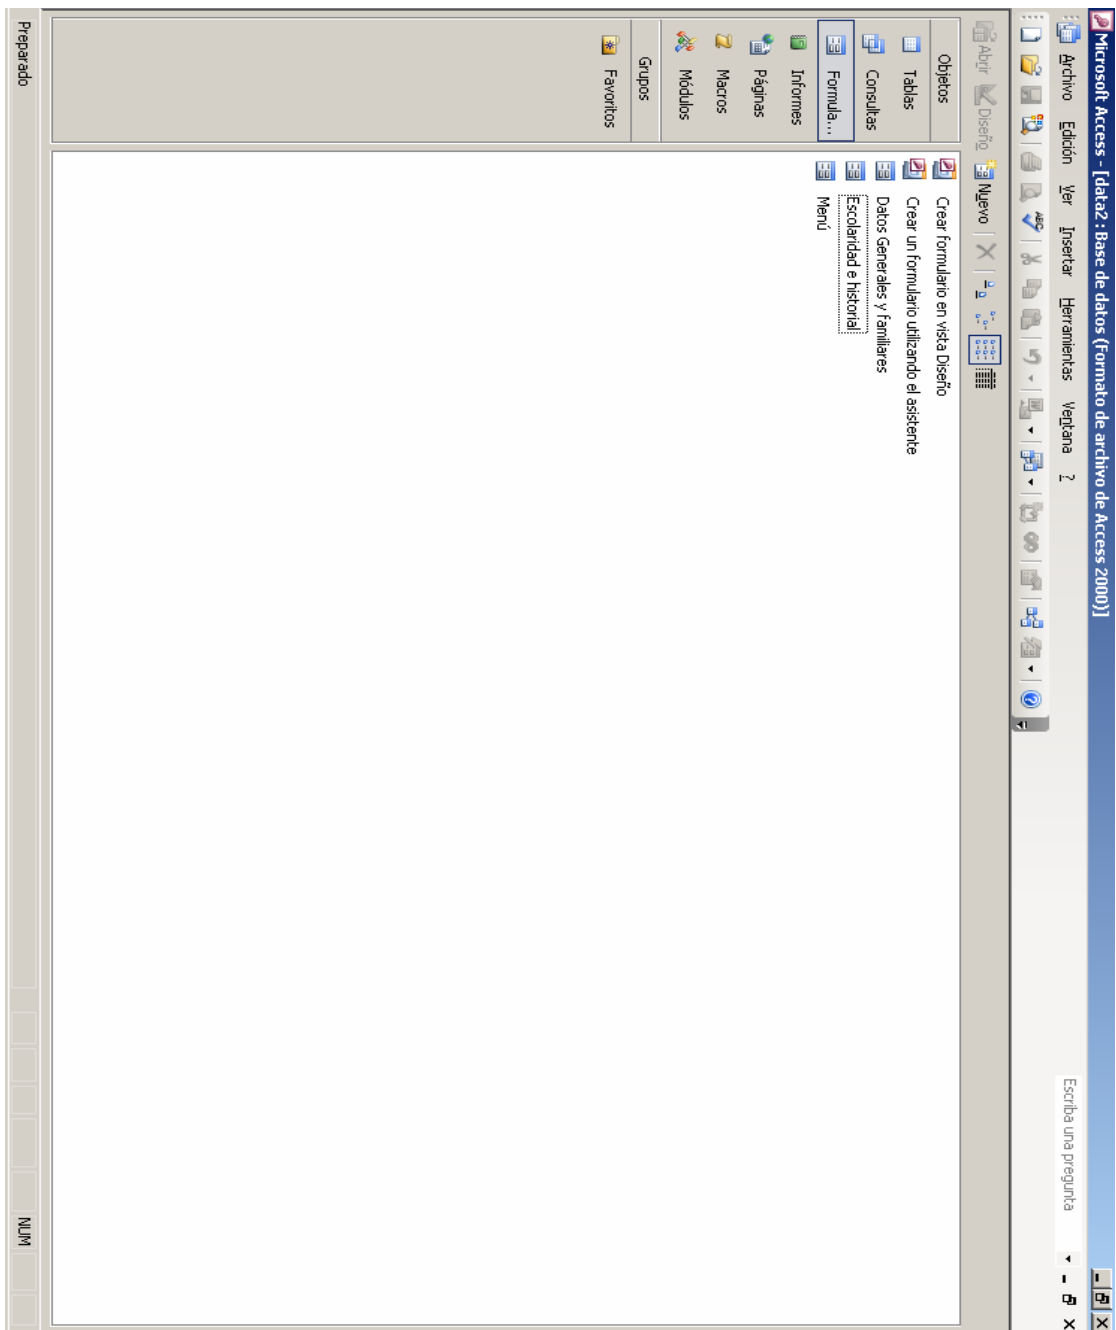 Microsoft Access - [data2 : Base de datos (Formato de archivo de Access 2000)]
Archivo Edición Ver Insertar Herramientas Ventana ? Escriba una pregunta
ABC
Abrir Diseño Nuevo
Objetos
Tablas
Consultas
Formula...
Informes
Páginas
Macros
Módulos
Grupos
Favoritos
Crear formulario en vista Diseño
Crear un formulario utilizando el asistente
Datos Generales y familiares
Escolaridad e historial
Menú
Preparado NUM